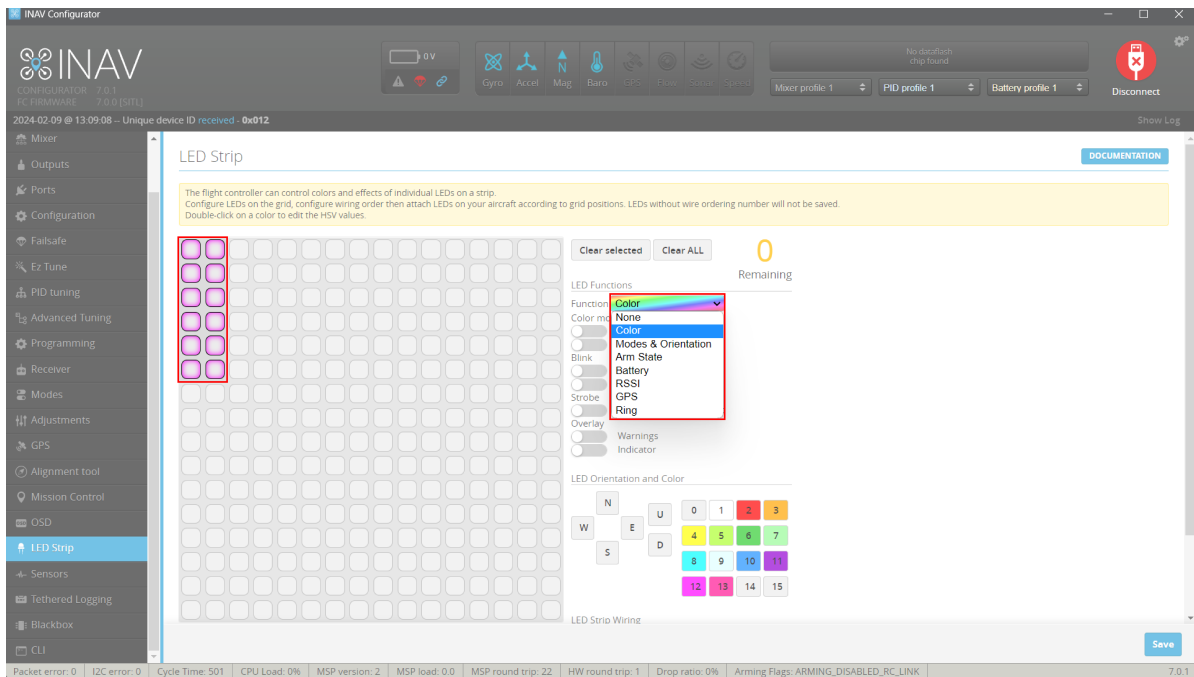 INAV Configurator
INAV
CONFIGURATOR 7.0.1
FC FIRMWARE 7.0.0 [SITL]
0 V
Gyro Accel Mag Baro GPS Flow Sonar Speed
No dataflash
chip found
Mixer profile 1 PID profile 1 Battery profile 1
Disconnect
2024-02-09 @ 13:09:08 -- Unique device ID received - 0x012
Show Log
Mixer
Outputs
Ports
Configuration
Failsafe
Ez Tune
PID tuning
Advanced Tuning
Programming
Receiver
Modes
Adjustments
GPS
Alignment tool
Mission Control
OSD
LED Strip
Sensors
Tethered Logging
Blackbox
CLI
LED Strip
DOCUMENTATION
The flight controller can control colors and effects of individual LEDs on a strip.
Configure LEDs on the grid, configure wiring order then attach LEDs on your aircraft according to grid positions. LEDs without wire ordering number will not be saved.
Double-click on a color to edit the HSV values.
Clear selected Clear ALL
0
Remaining
LED Functions
Function Color
None
Color
Modes & Orientation
Arm State
Battery
RSSI
GPS
Ring
Color mo
Blink
Strobe
Overlay
Warnings
Indicator
LED Orientation and Color
N
W E
S
U
D
0 1 2 3
4 5 6 7
8 9 10 11
12 13 14 15
LED Strip Wiring
Save
Packet error: 0 I2C error: 0 Cycle Time: 501 CPU Load: 0% MSP version: 2 MSP load: 0.0 MSP round trip: 22 HW round trip: 1 Drop ratio: 0% Arming Flags: ARMING_DISABLED_RC_LINK 7.0.1